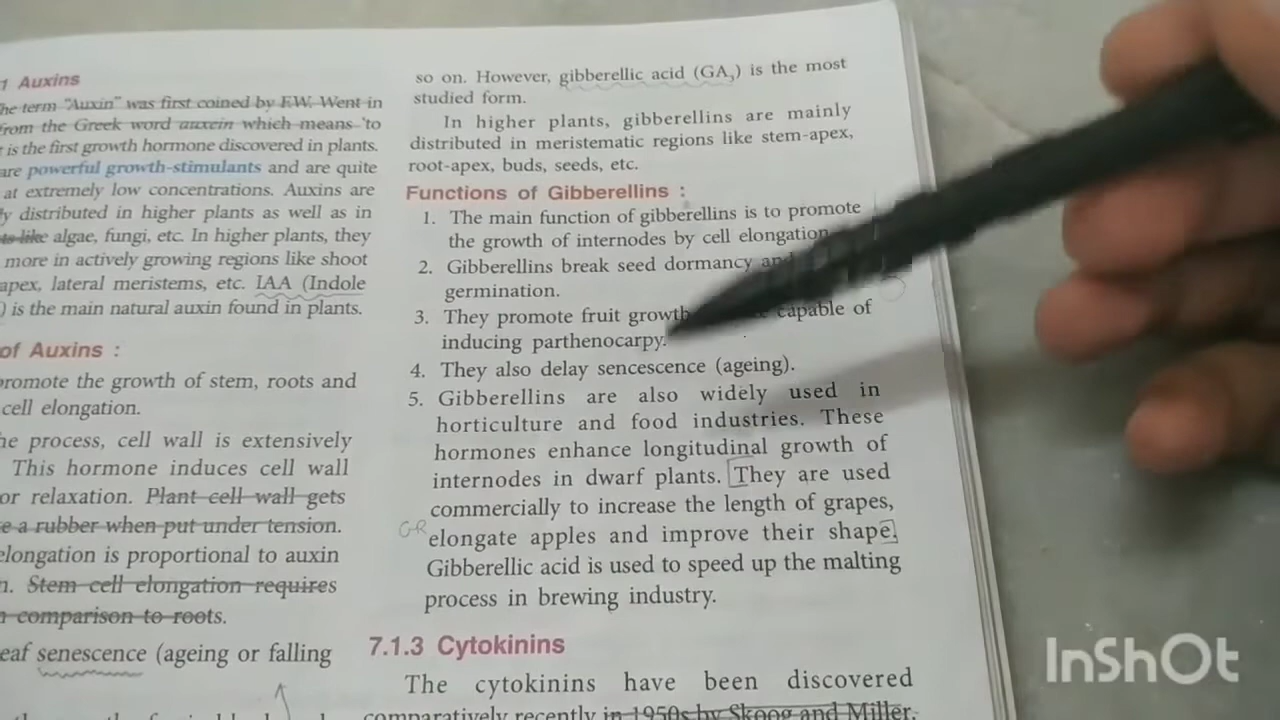 1 Auxins
he term "Auxin" was first coined by F.W. Went in
from the Greek word auxein which means 'to
is the first growth hormone discovered in plants.
are powerful growth-stimulants and are quite
at extremely low concentrations. Auxins are
y distributed in higher plants as well as in
like algae, fungi, etc. In higher plants, they
more in actively growing regions like shoot
apex, lateral meristems, etc. IAA (Indole
) is the main natural auxin found in plants.
of Auxins :
promote the growth of stem, roots and
cell elongation.
he process, cell wall is extensively
This hormone induces cell wall
or relaxation. Plant cell wall gets
e a rubber when put under tension.
elongation is proportional to auxin
n. Stem cell elongation requires
comparison to roots.
eaf senescence (ageing or falling
so on. However, gibberellic acid (GA₃) is the most
studied form.
In higher plants, gibberellins are mainly
distributed in meristematic regions like stem-apex,
root-apex, buds, seeds, etc.
Functions of Gibberellins :
1. The main function of gibberellins is to promote
the growth of internodes by cell elongation
2. Gibberellins break seed dormancy and
germination.
3. They promote fruit growth capable of
inducing parthenocarpy.
4. They also delay sencescence (ageing).
5. Gibberellins are also widely used in
horticulture and food industries. These
hormones enhance longitudinal growth of
internodes in dwarf plants. They are used
commercially to increase the length of grapes,
GR
elongate apples and improve their shape.
Gibberellic acid is used to speed up the malting
process in brewing industry.
7.1.3 Cytokinins
The cytokinins have been discovered
comparatively recently in 1950s by Skoog and Miller.
InShOt